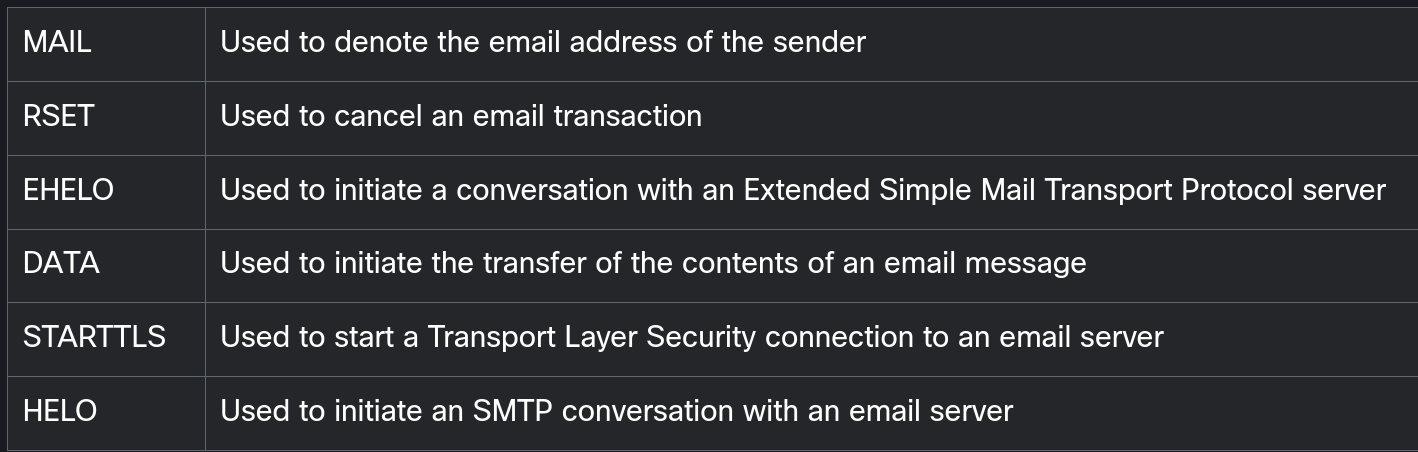 MAIL Used to denote the email address of the sender
RSET Used to cancel an email transaction
EHELO Used to initiate a conversation with an Extended Simple Mail Transport Protocol server
DATA Used to initiate the transfer of the contents of an email message
STARTTLS Used to start a Transport Layer Security connection to an email server
HELO Used to initiate an SMTP conversation with an email server